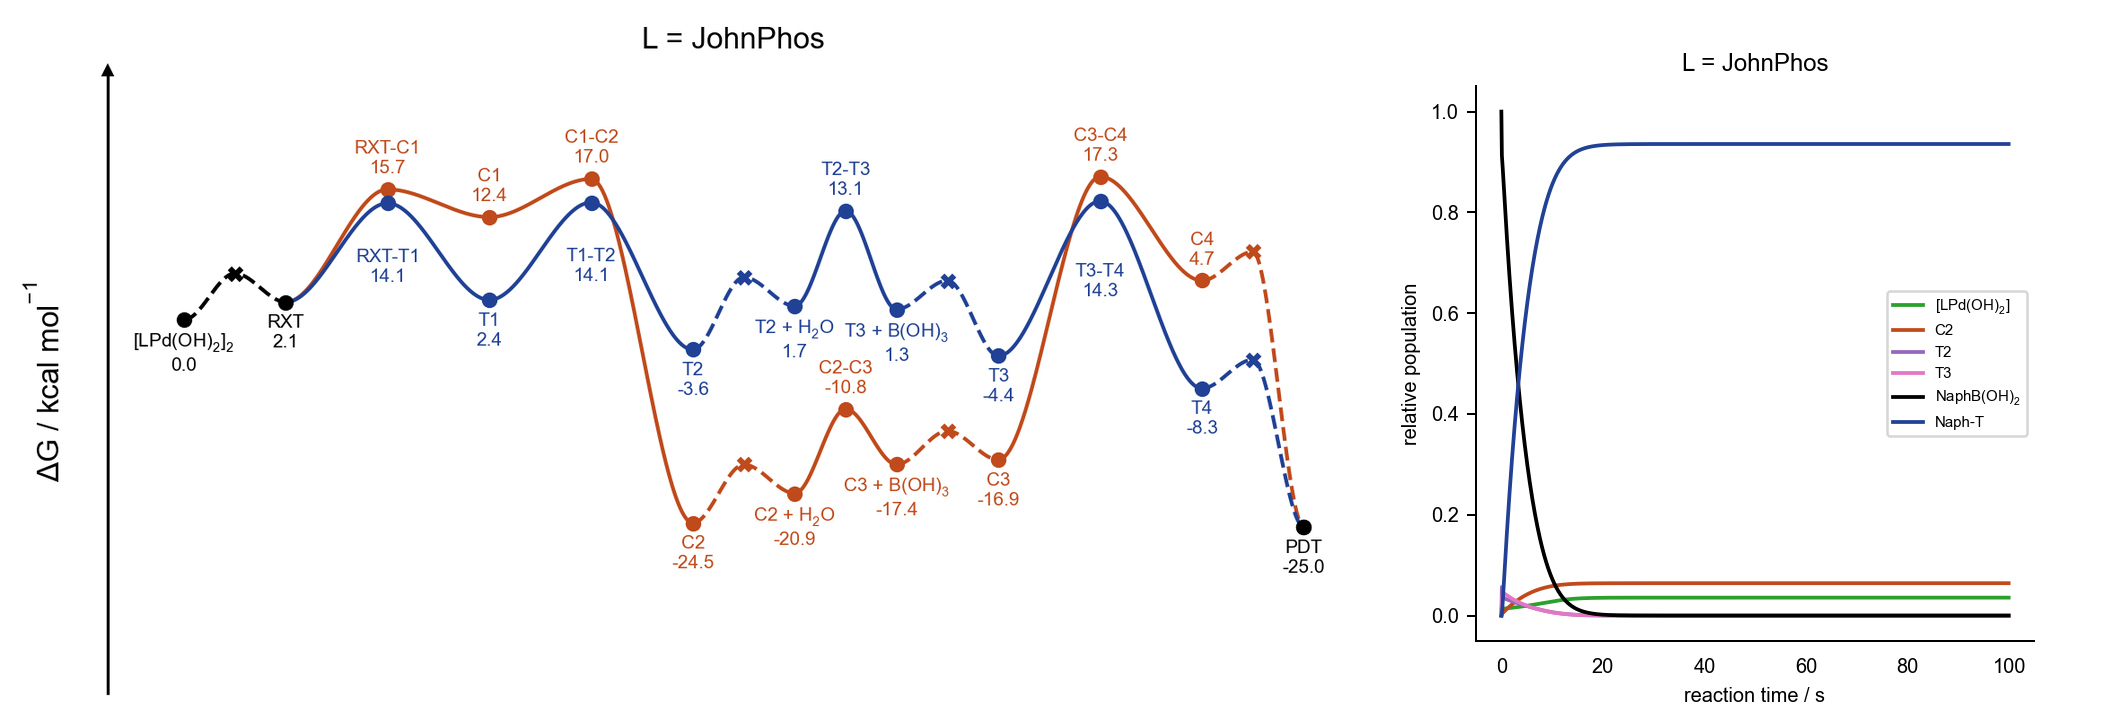 L = JohnPhos
ΔG / kcal mol⁻¹
[LPd(OH)₂]₂
0.0
RXT
2.1
RXT-C1
15.7
RXT-T1
14.1
C1
12.4
T1
2.4
C1-C2
17.0
T1-T2
14.1
T2
-3.6
C2
-24.5
T2 + H₂O
1.7
C2 + H₂O
-20.9
T2-T3
13.1
C2-C3
-10.8
T3 + B(OH)₃
1.3
C3 + B(OH)₃
-17.4
T3
-4.4
C3
-16.9
C3-C4
17.3
T3-T4
14.3
C4
4.7
T4
-8.3
PDT
-25.0
L = JohnPhos
relative population
1.0
0.8
0.6
0.4
0.2
0.0
[LPd(OH)₂]
C2
T2
T3
NaphB(OH)₂
Naph-T
0 20 40 60 80 100
reaction time / s